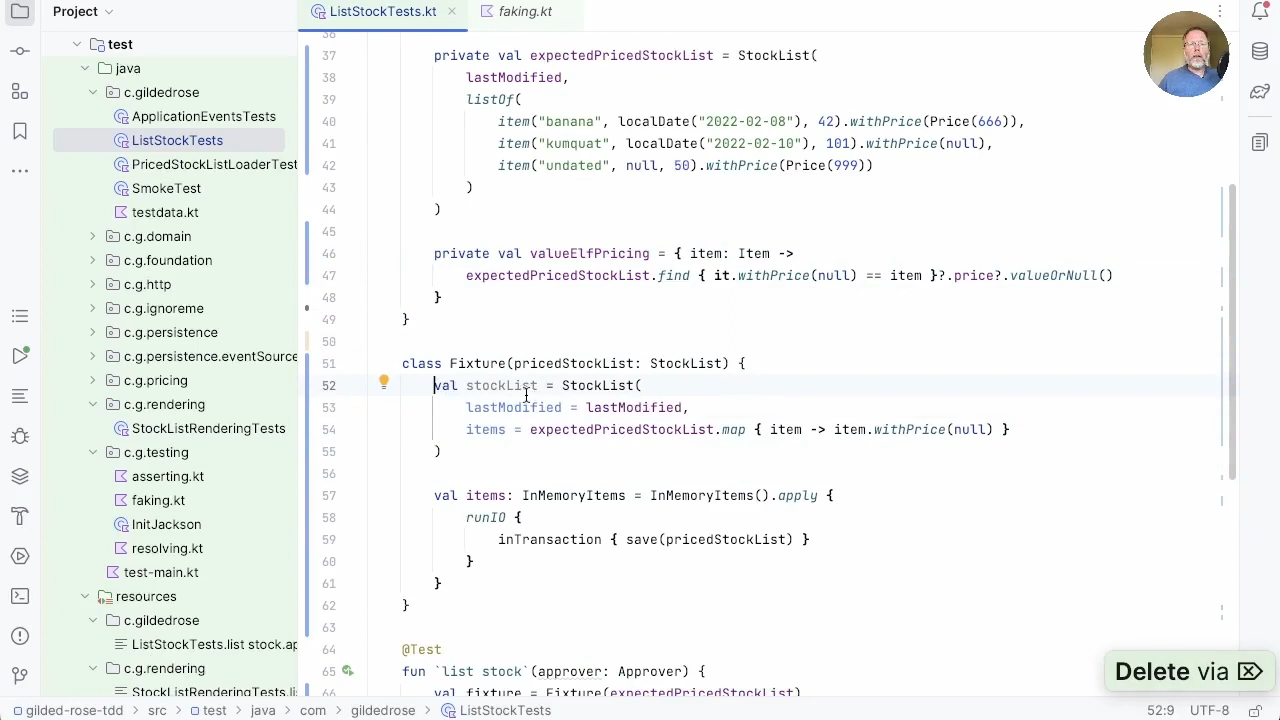 Project
ListStockTests.kt
faking.kt
test
java
c.gildedrose
ApplicationEventsTests
ListStockTests
PricedStockListLoaderTest
SmokeTest
testdata.kt
c.g.domain
c.g.foundation
c.g.http
c.g.ignoreme
c.g.persistence
c.g.persistence.eventSource
c.g.pricing
c.g.rendering
StockListRenderingTests
c.g.testing
asserting.kt
faking.kt
InitJackson
resolving.kt
test-main.kt
resources
c.gildedrose
ListStockTests.list stock.ap
c.g.rendering
StockListRenderingTests.lis
36
37 private val expectedPricedStockList = StockList(
38 lastModified,
39 listOf(
40 item("banana", localDate("2022-02-08"), 42).withPrice(Price(666)),
41 item("kumquat", localDate("2022-02-10"), 101).withPrice(null),
42 item("undated", null, 50).withPrice(Price(999))
43 )
44 )
45
46 private val valueElfPricing = { item: Item ->
47 expectedPricedStockList.find { it.withPrice(null) == item }?.price?.valueOrNull()
48 }
49 }
50
51 class Fixture(pricedStockList: StockList) {
52 val stockList = StockList(
53 lastModified = lastModified,
54 items = expectedPricedStockList.map { item -> item.withPrice(null) }
55 )
56
57 val items: InMemoryItems = InMemoryItems().apply {
58 runIO {
59 inTransaction { save(pricedStockList) }
60 }
61 }
62 }
63
64 @Test
65 fun `list stock`(approver: Approver) {
66 val fixture = Fixture(expectedPricedStockList)
Delete via ⌦
gilded-rose-tdd > src > test > java > com > gildedrose > ListStockTests
52:9 UTF-8